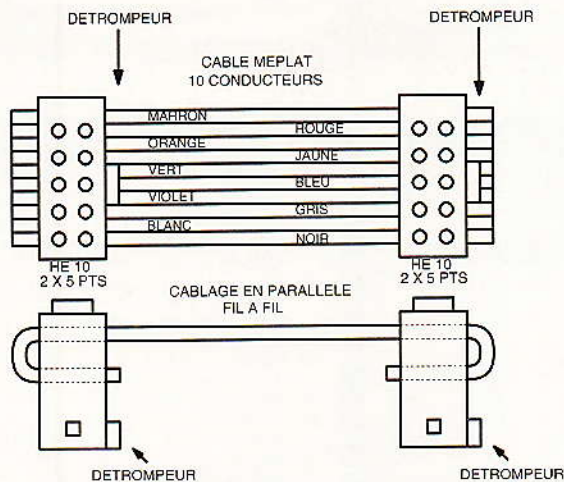 DETROMPEUR
DETROMPEUR
CABLE MEPLAT
10 CONDUCTEURS
MARRON
ROUGE
ORANGE
JAUNE
VERT
BLEU
VIOLET
GRIS
BLANC
NOIR
HE 10
2 X 5 PTS
HE 10
2 X 5 PTS
CABLAGE EN PARALLELE
FIL A FIL
DETROMPEUR
DETROMPEUR